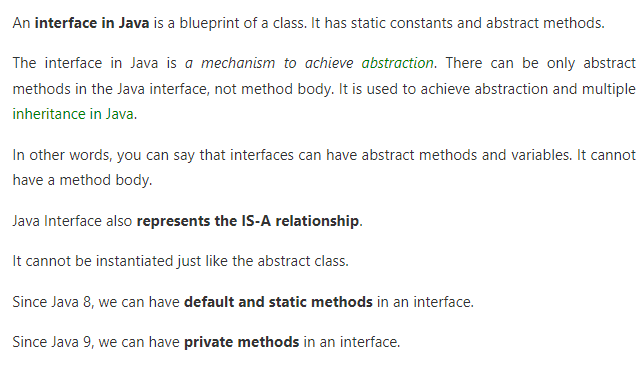 An interface in Java is a blueprint of a class. It has static constants and abstract methods.
The interface in Java is a mechanism to achieve abstraction. There can be only abstract
methods in the Java interface, not method body. It is used to achieve abstraction and multiple
inheritance in Java.
In other words, you can say that interfaces can have abstract methods and variables. It cannot
have a method body.
Java Interface also represents the IS-A relationship.
It cannot be instantiated just like the abstract class.
Since Java 8, we can have default and static methods in an interface.
Since Java 9, we can have private methods in an interface.